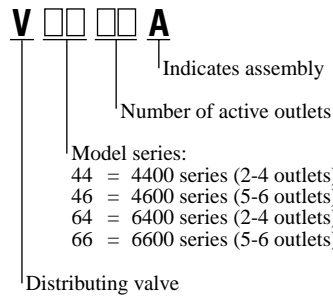 V □□ □□ A
Indicates assembly
Number of active outlets
Model series:
44 = 4400 series (2-4 outlets
46 = 4600 series (5-6 outlets
64 = 6400 series (2-4 outlets
66 = 6600 series (5-6 outlets
Distributing valve